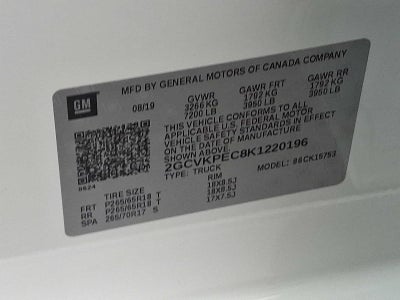 MFD BY GENERAL MOTORS OF CANADA COMPANY
GM
08/19
GVWR GAWR FRT GAWR RR
3266 KG 1792 KG 1792 KG
7200 LB 3950 LB 3950 LB
THIS VEHICLE CONFORMS TO ALL
APPLICABLE U.S. FEDERAL MOTOR
VEHICLE SAFETY STANDARDS IN EFFECT
ON THE DATE OF MANUFACTURE
SHOWN ABOVE.
2GCVKPEC8K1220196
TYPE: TRUCK MODEL: 88CK15753
9624
TIRE SIZE RIM
FRT P265/65R18 T 18X8.5J
RR P265/65R18 T 18X8.5J
SPA 265/70R17 S 17X7.5J